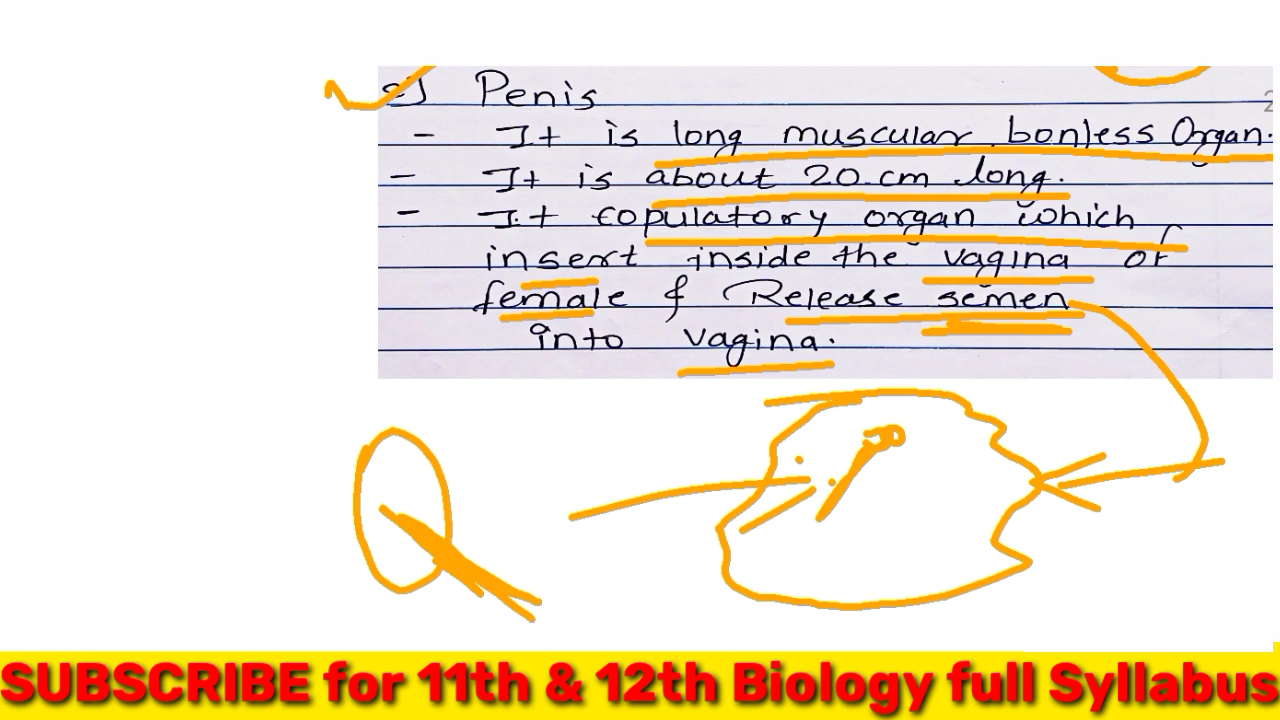 c) Penis
- It is long muscular bonless Organ.
- It is about 20.cm long.
- It copulatory organ which
insert inside the vagina of
female & Release semen
into vagina.
SUBSCRIBE for 11th & 12th Biology full Syllabus